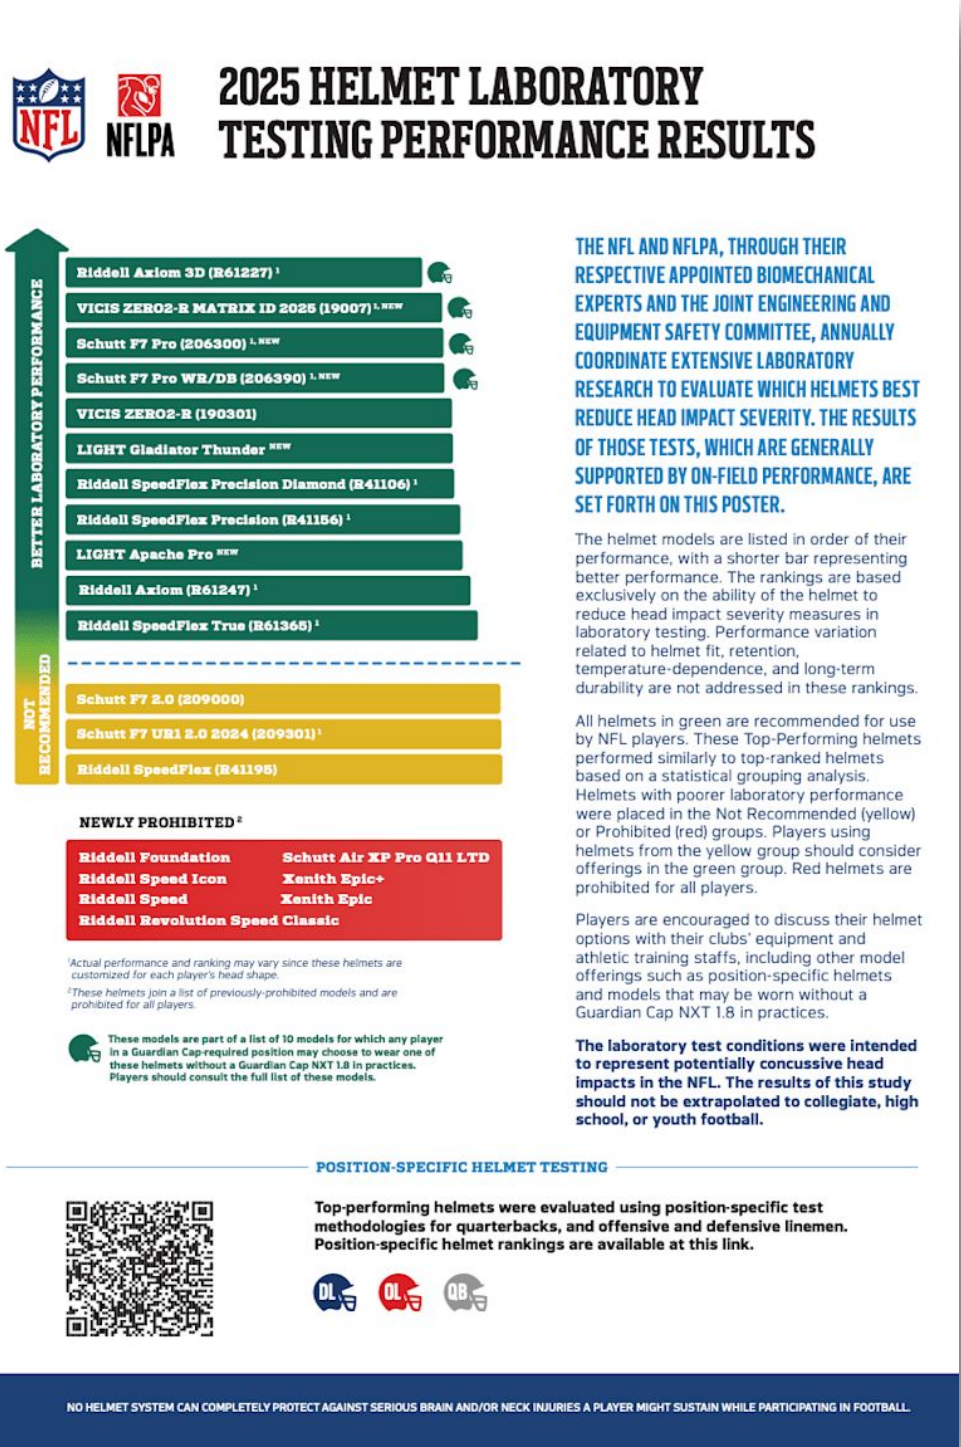 NFL
NFLPA
2025 HELMET LABORATORY
TESTING PERFORMANCE RESULTS
BETTER LABORATORY PERFORMANCE
NOT
RECOMMENDED
Riddell Axiom 3D (R61227) ¹
VICIS ZERO2-R MATRIX ID 2025 (19007) ¹, NEW
Schutt F7 Pro (206300) ¹, NEW
Schutt F7 Pro WR/DB (206390) ¹, NEW
VICIS ZERO2-R (190301)
LIGHT Gladiator Thunder NEW
Riddell SpeedFlex Precision Diamond (R41106) ¹
Riddell SpeedFlex Precision (R41156) ¹
LIGHT Apache Pro NEW
Riddell Axiom (R61247) ¹
Riddell SpeedFlex True (R61365) ¹
Schutt F7 2.0 (209000)
Schutt F7 UR1 2.0 2024 (209301) ¹
Riddell SpeedFlex (R41195)
NEWLY PROHIBITED ²
Riddell Foundation Schutt Air XP Pro Q11 LTD
Riddell Speed Icon Xenith Epic+
Riddell Speed Xenith Epic
Riddell Revolution Speed Classic
¹Actual performance and ranking may vary since these helmets are
customized for each player's head shape.
²These helmets join a list of previously-prohibited models and are
prohibited for all players.
These models are part of a list of 10 models for which any player
in a Guardian Cap-required position may choose to wear one of
these helmets without a Guardian Cap NXT 1.8 in practices.
Players should consult the full list of these models.
THE NFL AND NFLPA, THROUGH THEIR
RESPECTIVE APPOINTED BIOMECHANICAL
EXPERTS AND THE JOINT ENGINEERING AND
EQUIPMENT SAFETY COMMITTEE, ANNUALLY
COORDINATE EXTENSIVE LABORATORY
RESEARCH TO EVALUATE WHICH HELMETS BEST
REDUCE HEAD IMPACT SEVERITY. THE RESULTS
OF THOSE TESTS, WHICH ARE GENERALLY
SUPPORTED BY ON-FIELD PERFORMANCE, ARE
SET FORTH ON THIS POSTER.
The helmet models are listed in order of their
performance, with a shorter bar representing
better performance. The rankings are based
exclusively on the ability of the helmet to
reduce head impact severity measures in
laboratory testing. Performance variation
related to helmet fit, retention,
temperature-dependence, and long-term
durability are not addressed in these rankings.
All helmets in green are recommended for use
by NFL players. These Top-Performing helmets
performed similarly to top-ranked helmets
based on a statistical grouping analysis.
Helmets with poorer laboratory performance
were placed in the Not Recommended (yellow)
or Prohibited (red) groups. Players using
helmets from the yellow group should consider
offerings in the green group. Red helmets are
prohibited for all players.
Players are encouraged to discuss their helmet
options with their clubs' equipment and
athletic training staffs, including other model
offerings such as position-specific helmets
and models that may be worn without a
Guardian Cap NXT 1.8 in practices.
The laboratory test conditions were intended
to represent potentially concussive head
impacts in the NFL. The results of this study
should not be extrapolated to collegiate, high
school, or youth football.
POSITION-SPECIFIC HELMET TESTING
Top-performing helmets were evaluated using position-specific test
methodologies for quarterbacks, and offensive and defensive linemen.
Position-specific helmet rankings are available at this link.
DL OL QB
NO HELMET SYSTEM CAN COMPLETELY PROTECT AGAINST SERIOUS BRAIN AND/OR NECK INJURIES A PLAYER MIGHT SUSTAIN WHILE PARTICIPATING IN FOOTBALL.